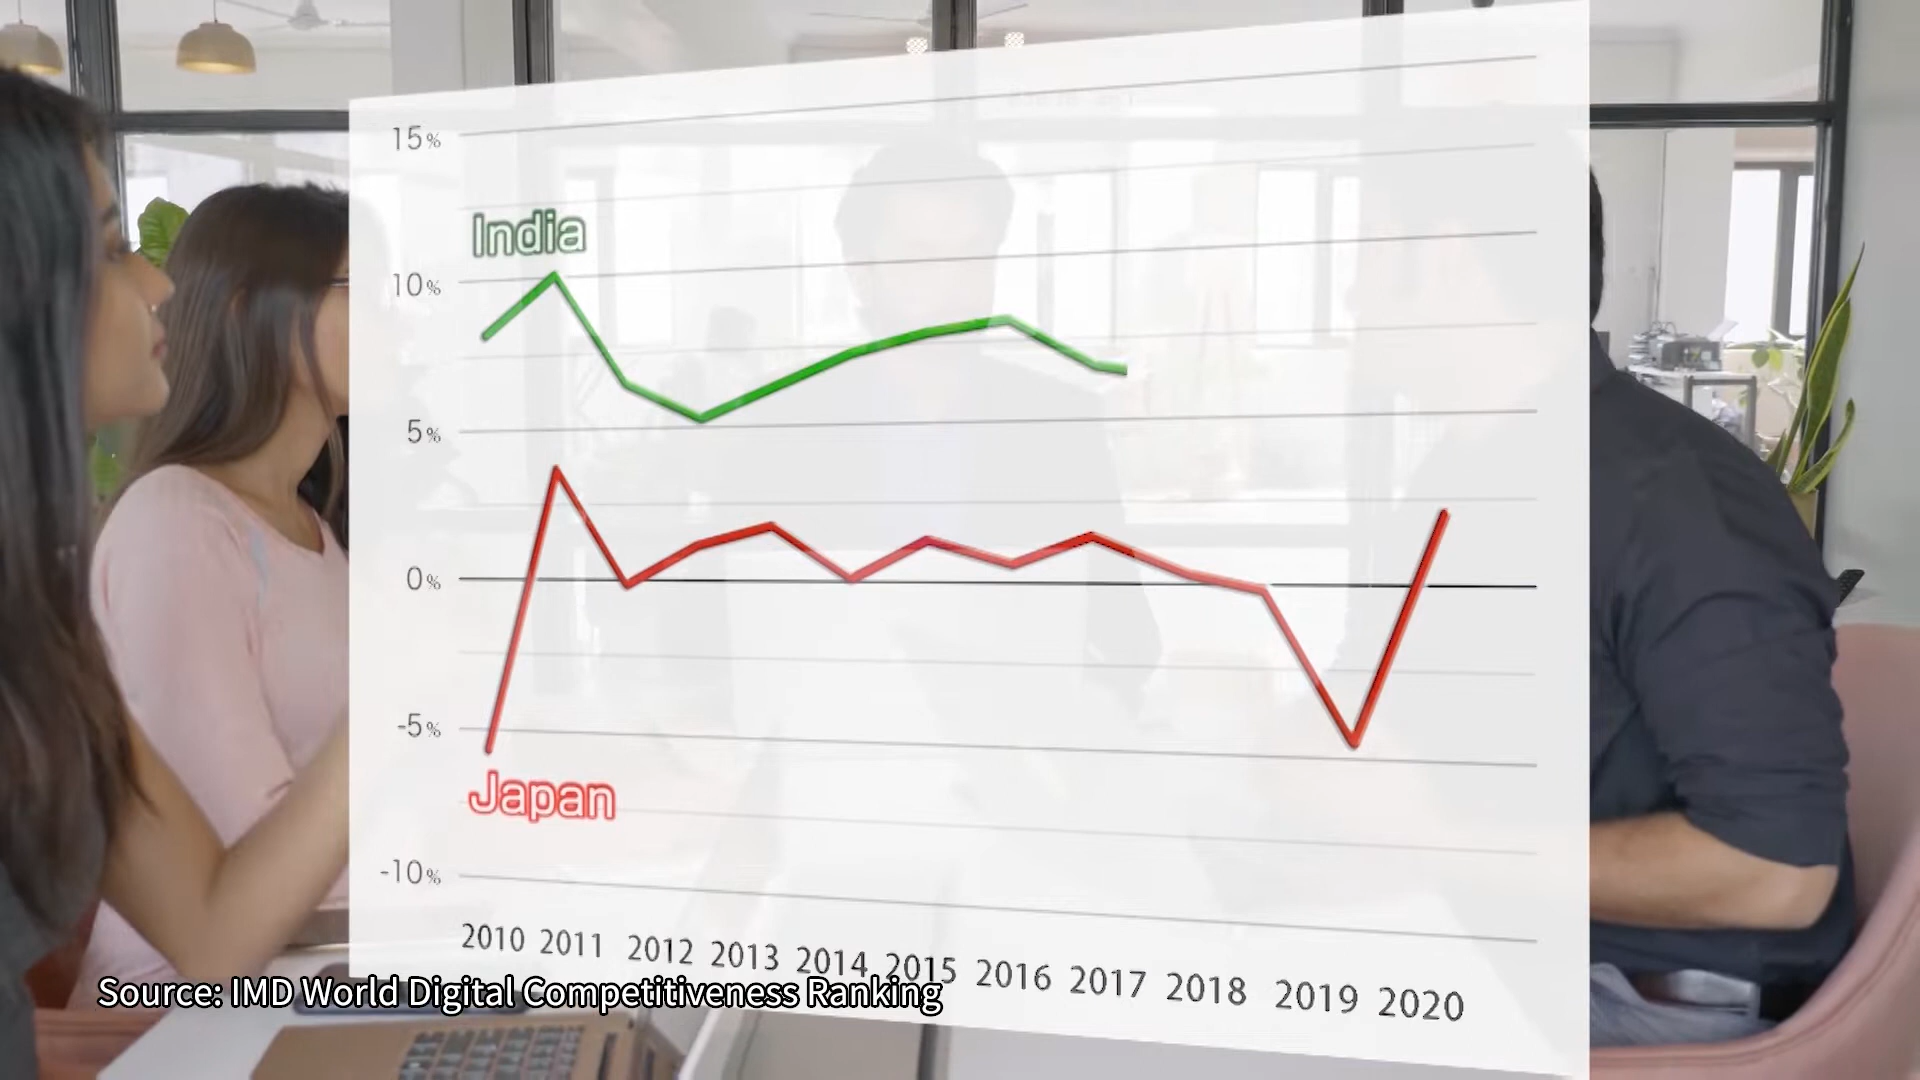 15%
India
10%
5%
0%
-5%
Japan
-10%
2010 2011 2012 2013 2014 2015 2016 2017 2018 2019 2020
Source: IMD World Digital Competitiveness Ranking